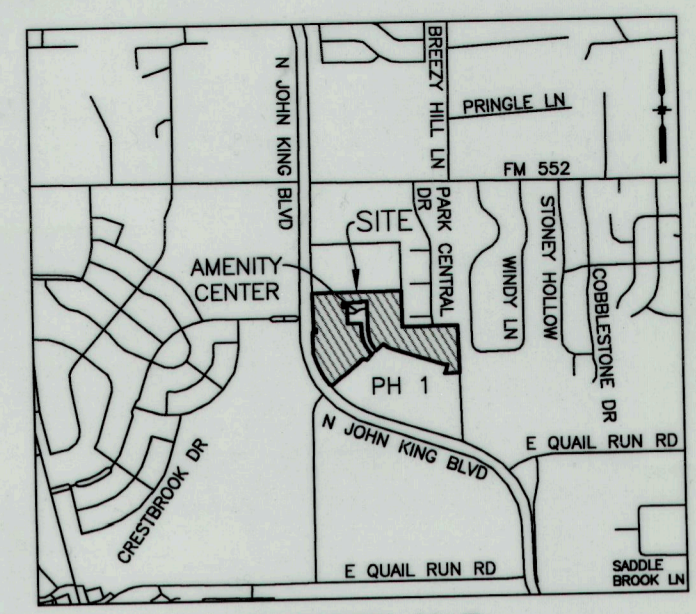 N JOHN KING BLVD
BREEZY HILL LN
PRINGLE LN
FM 552
SITE
PARK CENTRAL
DR
AMENITY
CENTER
WINDY LN
STONEY HOLLOW
COBBLESTONE DR
PH 1
N JOHN KING BLVD
E QUAIL RUN RD
CRESTBROOK DR
E QUAIL RUN RD
SADDLE
BROOK LN